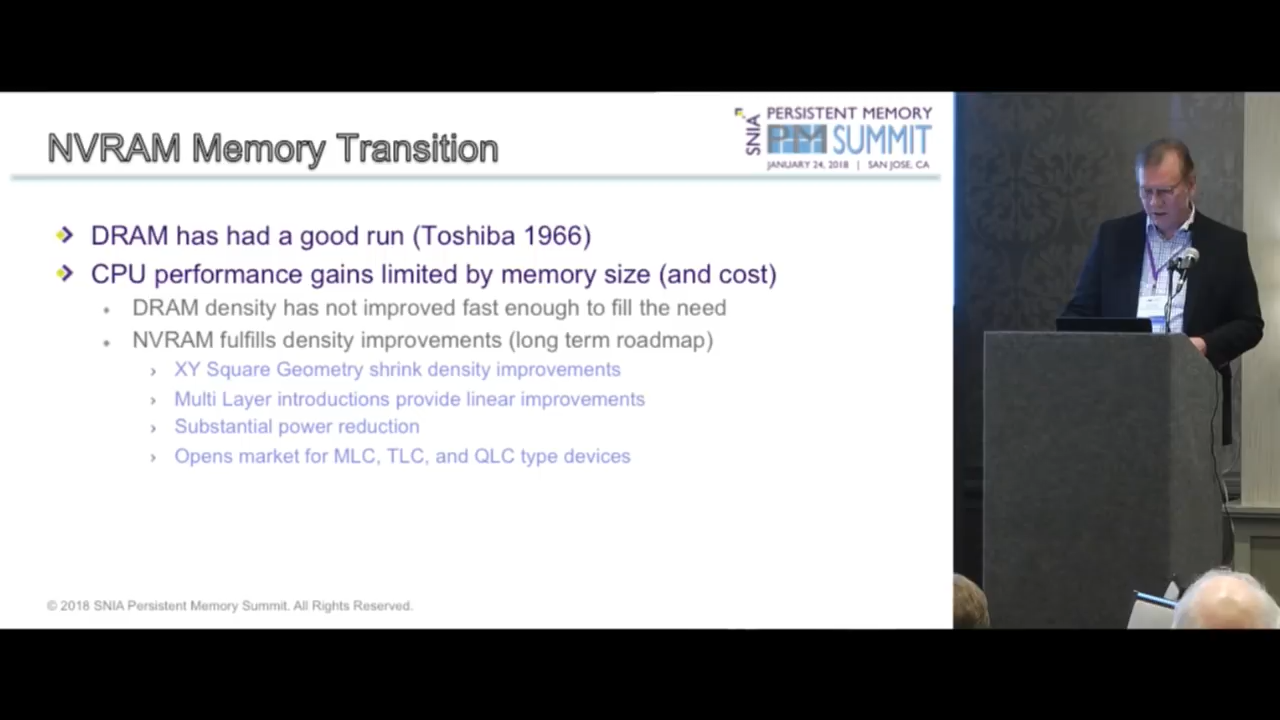 NVRAM Memory Transition
SNIA
PERSISTENT MEMORY
PM SUMMIT
JANUARY 24, 2018 | SAN JOSE, CA
DRAM has had a good run (Toshiba 1966)
CPU performance gains limited by memory size (and cost)
DRAM density has not improved fast enough to fill the need
NVRAM fulfills density improvements (long term roadmap)
XY Square Geometry shrink density improvements
Multi Layer introductions provide linear improvements
Substantial power reduction
Opens market for MLC, TLC, and QLC type devices
© 2018 SNIA Persistent Memory Summit. All Rights Reserved.